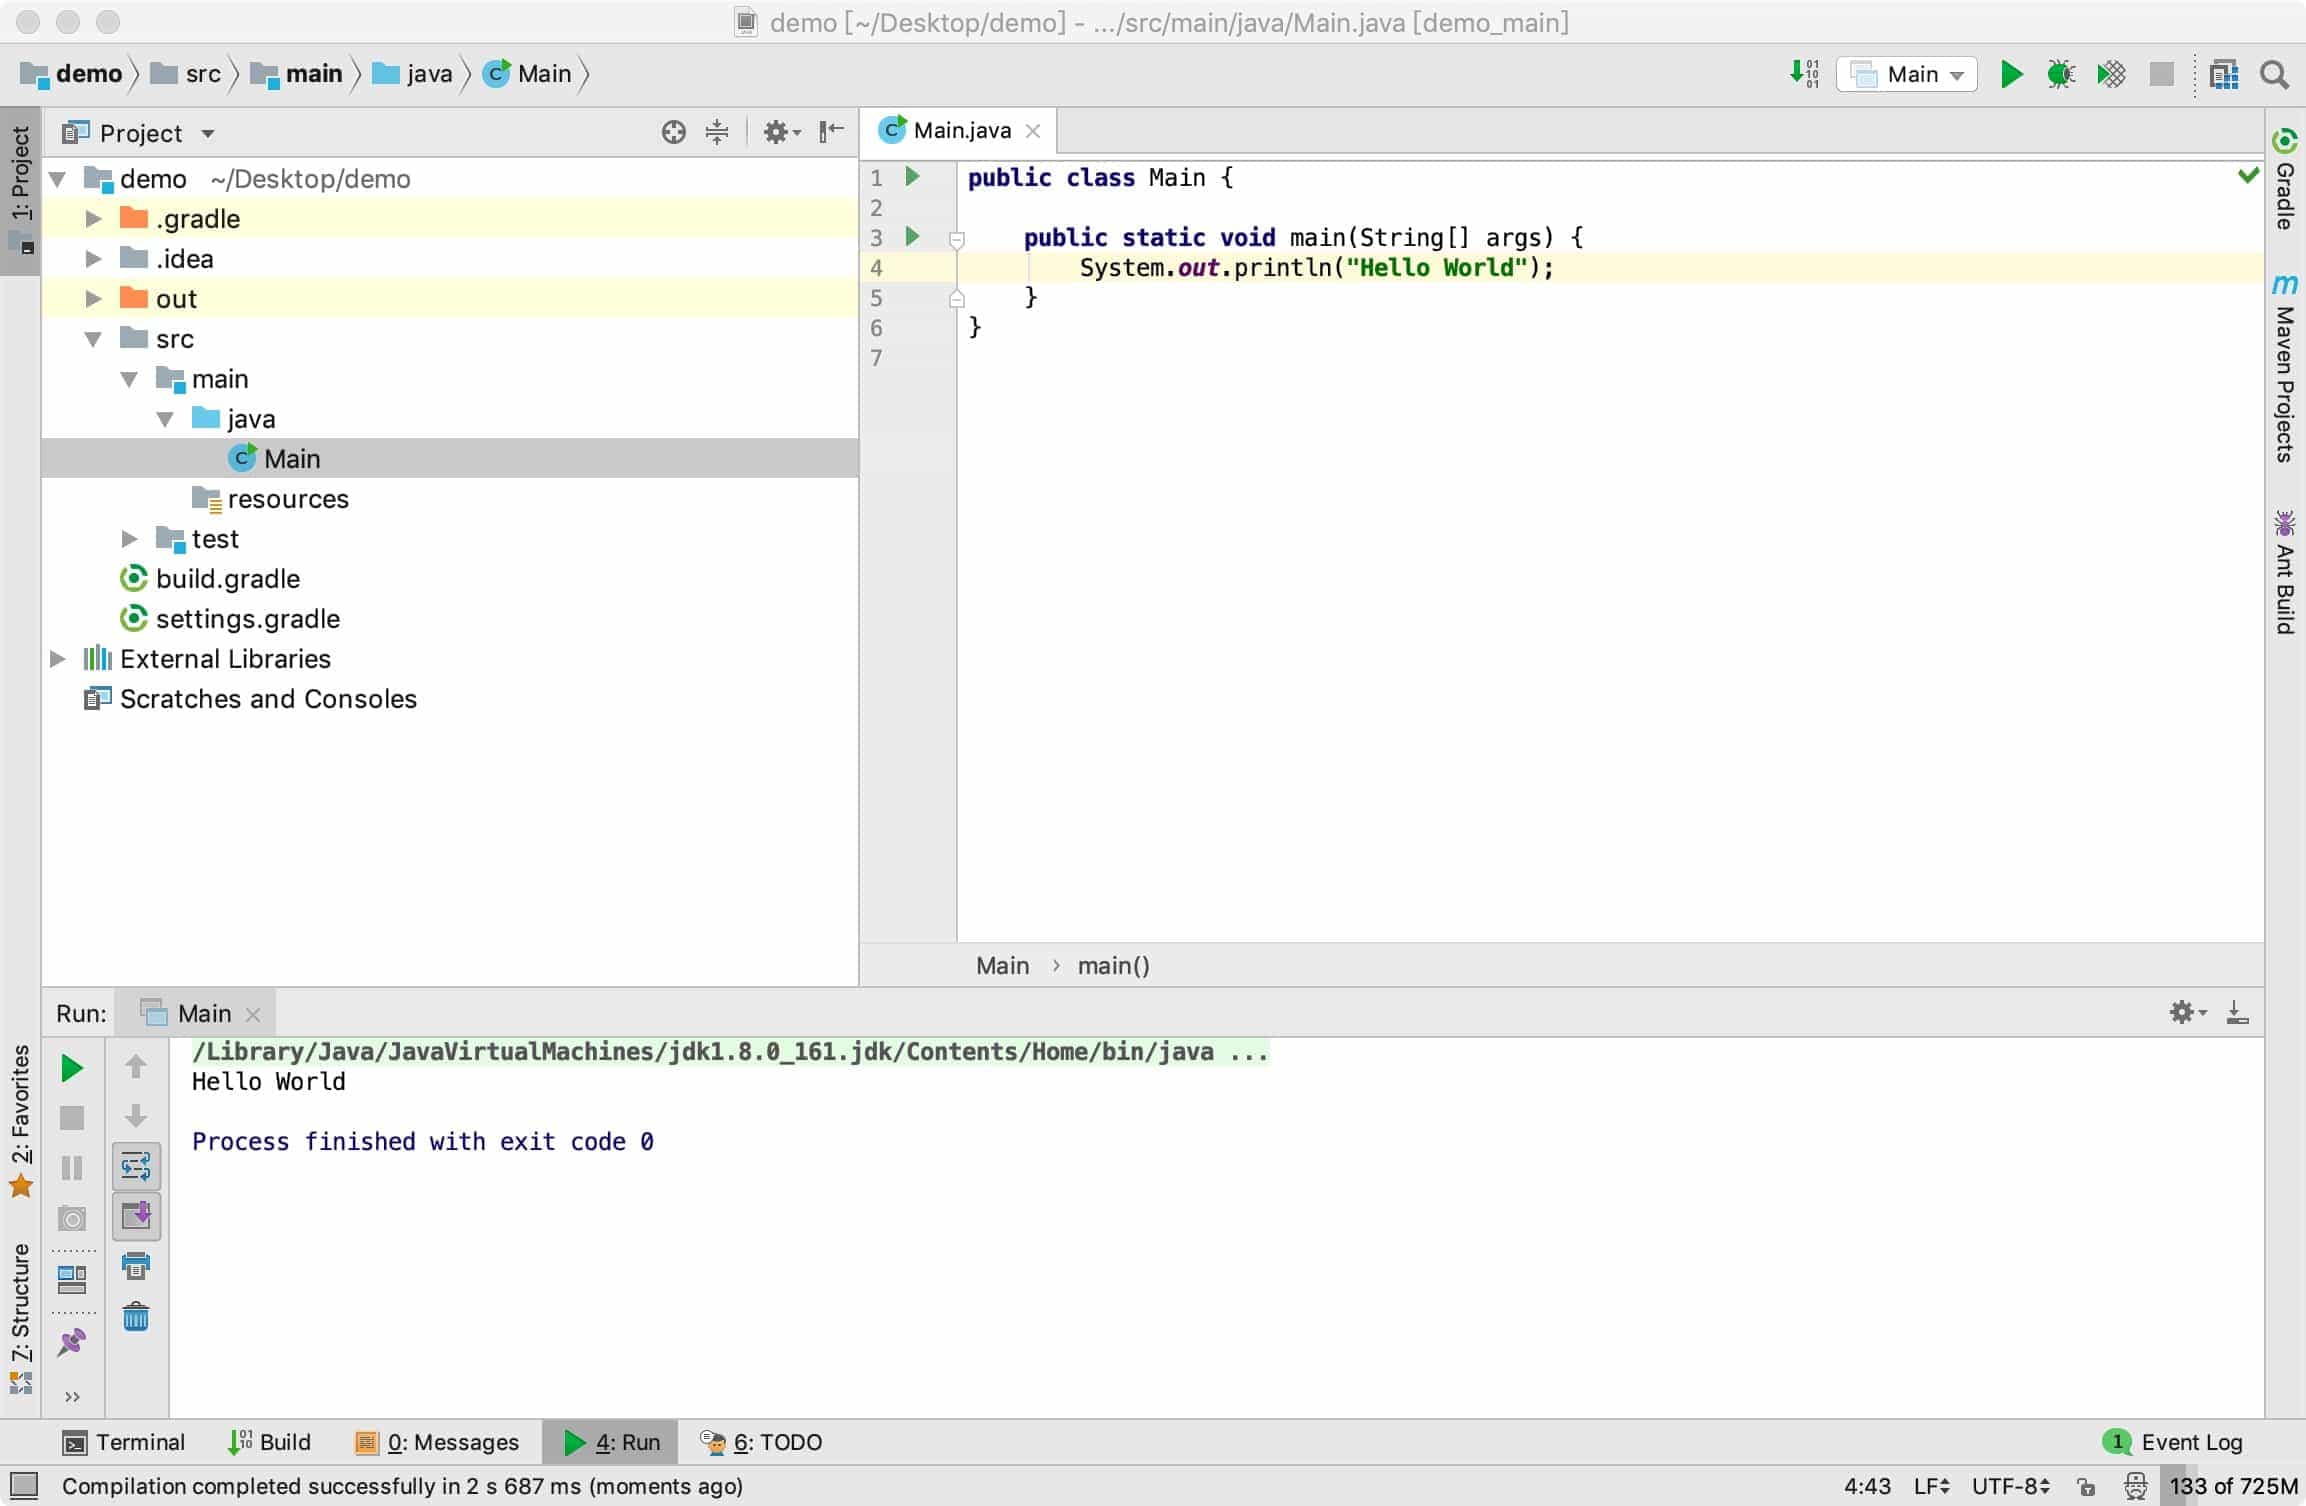 demo [~/Desktop/demo] - .../src/main/java/Main.java [demo_main]
demo src main java Main
Main
1: Project
Project
Main.java
demo ~/Desktop/demo
.gradle
.idea
out
src
main
java
Main
resources
test
build.gradle
settings.gradle
External Libraries
Scratches and Consoles
1 public class Main {
2
3 public static void main(String[] args) {
4 System.out.println("Hello World");
5 }
6 }
7
Main › main()
Gradle
Maven Projects
Ant Build
Run: Main
/Library/Java/JavaVirtualMachines/jdk1.8.0_161.jdk/Contents/Home/bin/java ...
Hello World
Process finished with exit code 0
2: Favorites
7: Structure
Terminal Build 0: Messages 4: Run 6: TODO 1 Event Log
Compilation completed successfully in 2 s 687 ms (moments ago) 4:43 LF UTF-8 133 of 725M